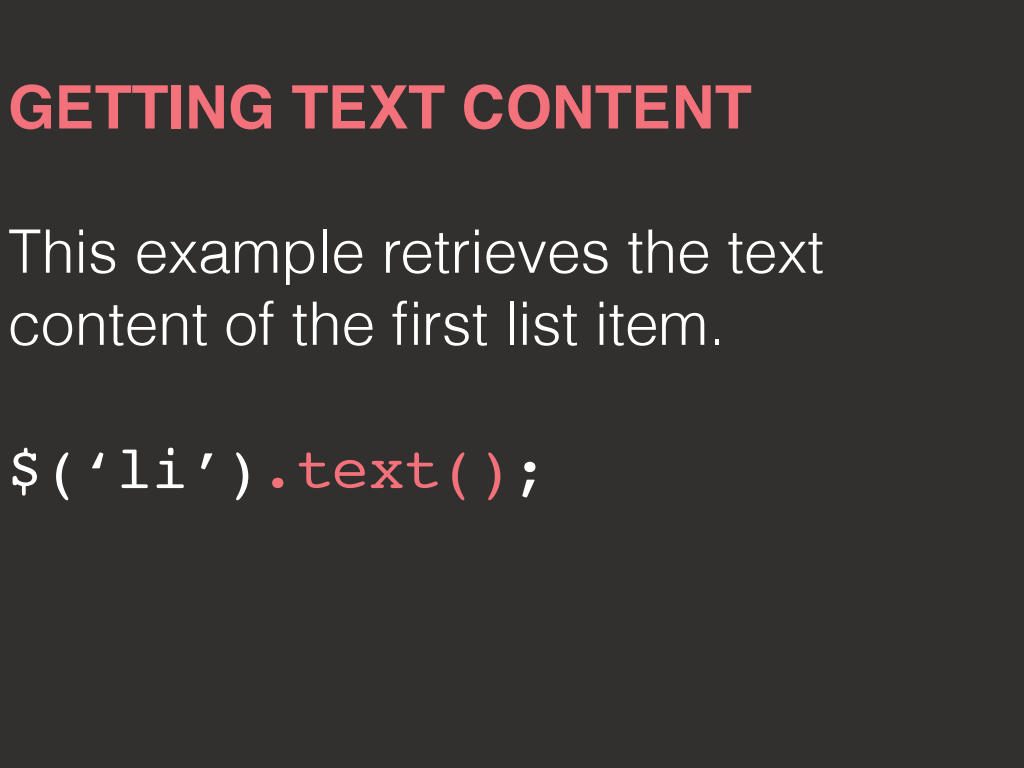 GETTING TEXT CONTENT
This example retrieves the text
content of the first list item.
$(‘li’).text();